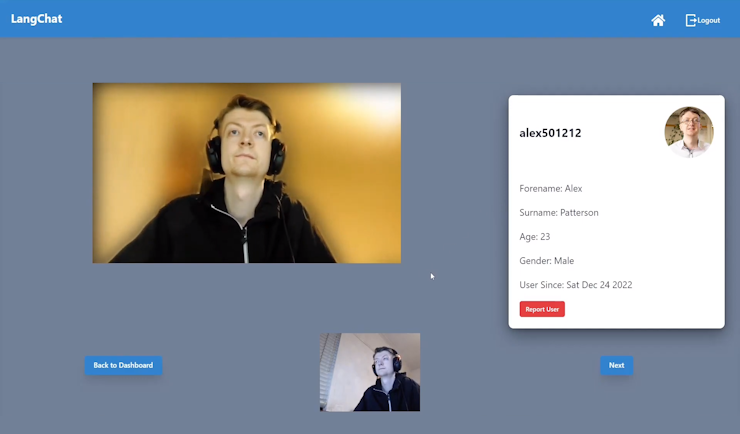 LangChat
Logout
alex501212
Forename: Alex
Surname: Patterson
Age: 23
Gender: Male
User Since: Sat Dec 24 2022
Report User
Back to Dashboard
Next